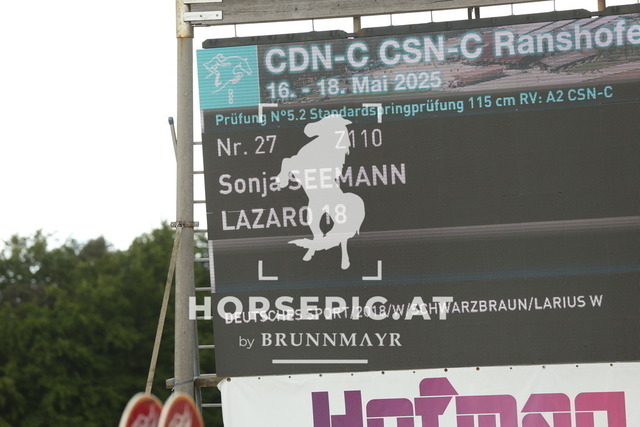 CDN-C CSN-C Ranshofe
16. - 18. Mai 2025
Prüfung N°5.2 Standardspringprüfung 115 cm RV: A2 CSN-C
Nr. 27 Z110
Sonja SEEMANN
LAZARO 18
HORSEPIC.AT
DEUTSCHES SPORT/2018/W/SCHWARZBRAUN/LARIUS W
by BRUNNMAYR
Hofman